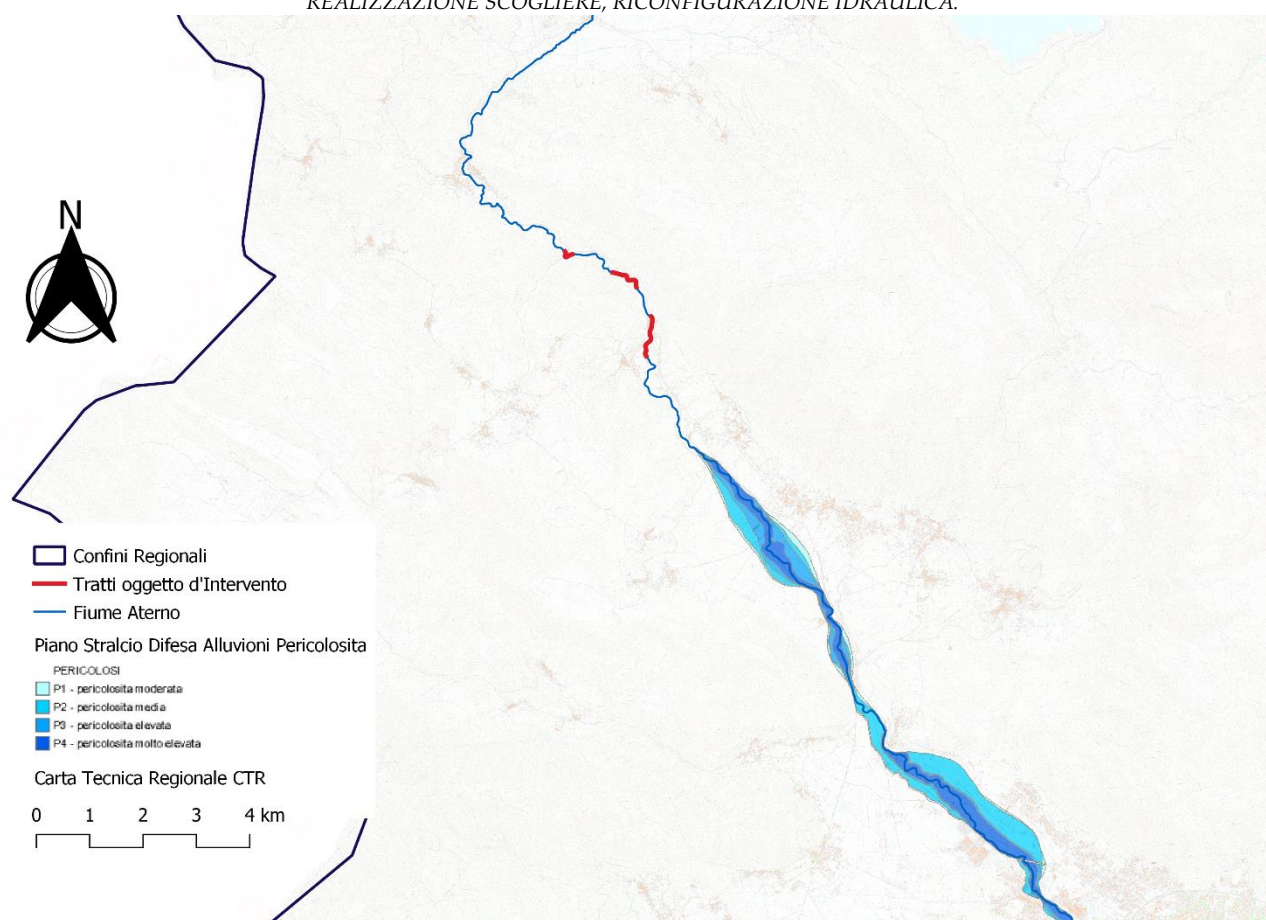 REALIZZAZIONE SCOGLIERE, RICONFIGURAZIONE IDRAULICA.
N
Confini Regionali
Tratti oggetto d'Intervento
Fiume Aterno
Piano Stralcio Difesa Alluvioni Pericolosita
PERICOLOSI
P1 - pericolosita moderata
P2 - pericolosita media
P3 - pericolosita elevata
P4 - pericolosita molto elevata
Carta Tecnica Regionale CTR
0 1 2 3 4 km